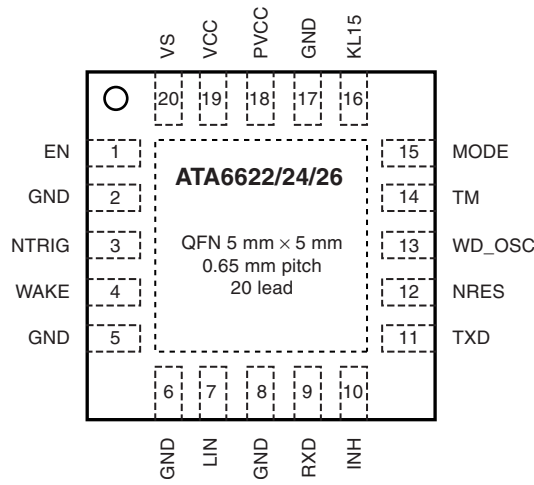 VS
VCC
PVCC
GND
KL15
20
19
18
17
16
EN
1
GND
2
NTRIG
3
WAKE
4
GND
5
ATA6622/24/26
QFN 5 mm × 5 mm
0.65 mm pitch
20 lead
15
MODE
14
TM
13
WD_OSC
12
NRES
11
TXD
6
7
8
9
10
GND
LIN
GND
RXD
INH